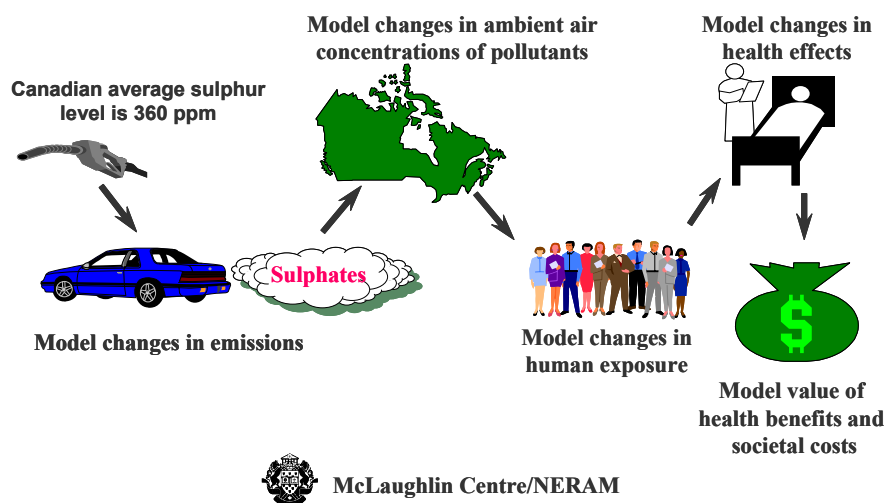 Canadian average sulphur
level is 360 ppm
Model changes in emissions
Sulphates
Model changes in ambient air
concentrations of pollutants
Model changes in
human exposure
Model changes in
health effects
$
Model value of
health benefits and
societal costs
McLaughlin Centre/NERAM